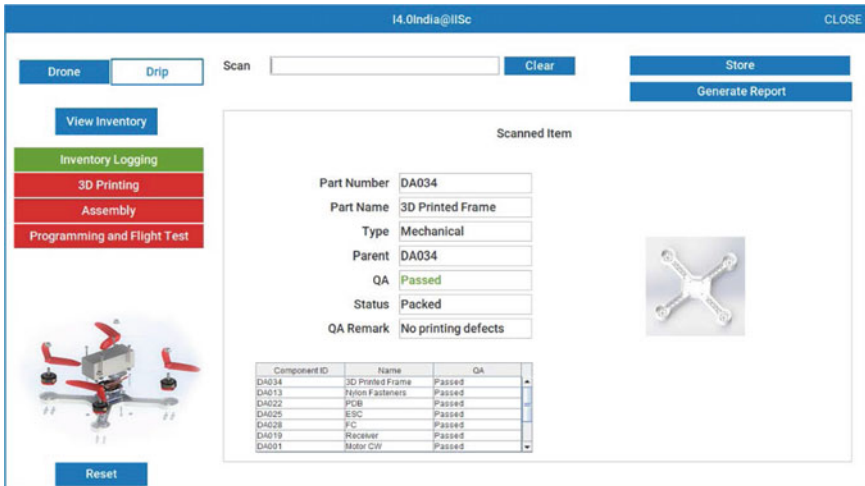 I4.0India@IISc
CLOSE
Drone
Drip
Scan
Clear
Store
Generate Report
View Inventory
Inventory Logging
3D Printing
Assembly
Programming and Flight Test
Reset
Scanned Item
Part Number DA034
Part Name 3D Printed Frame
Type Mechanical
Parent DA034
QA Passed
Status Packed
QA Remark No printing defects
Component ID Name QA
DA034 3D Printed Frame Passed
DA013 Nylon Fasteners Passed
DA022 PDB Passed
DA025 ESC Passed
DA028 FC Passed
DA019 Receiver Passed
DA001 Motor CW Passed